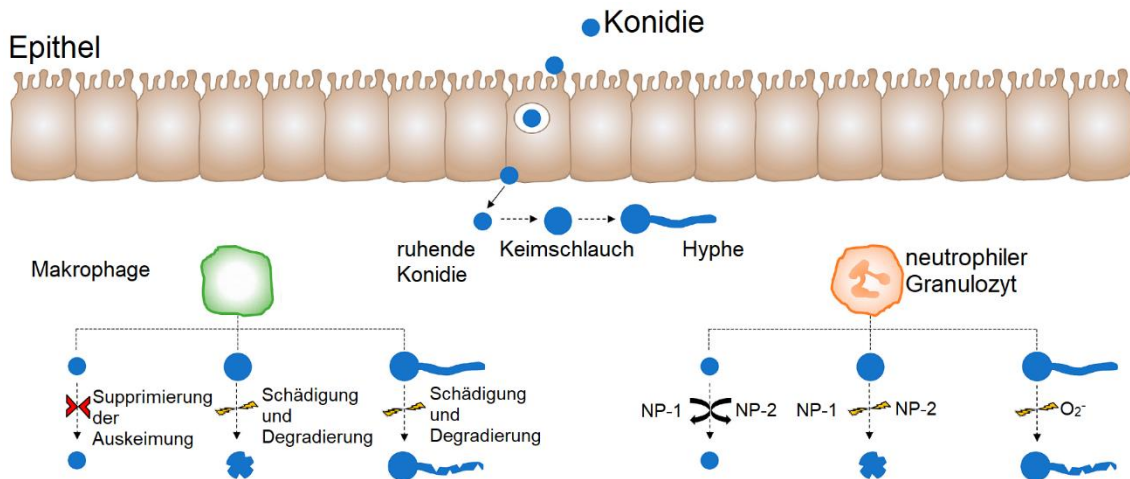 Konidie
Epithel
ruhende Keimschlauch Hyphe
Konidie
Makrophage
neutrophiler
Granulozyt
Supprimierung
der
Auskeimung
Schädigung
und
Degradierung
Schädigung
und
Degradierung
NP-1
NP-2
NP-1
NP-2
O₂⁻